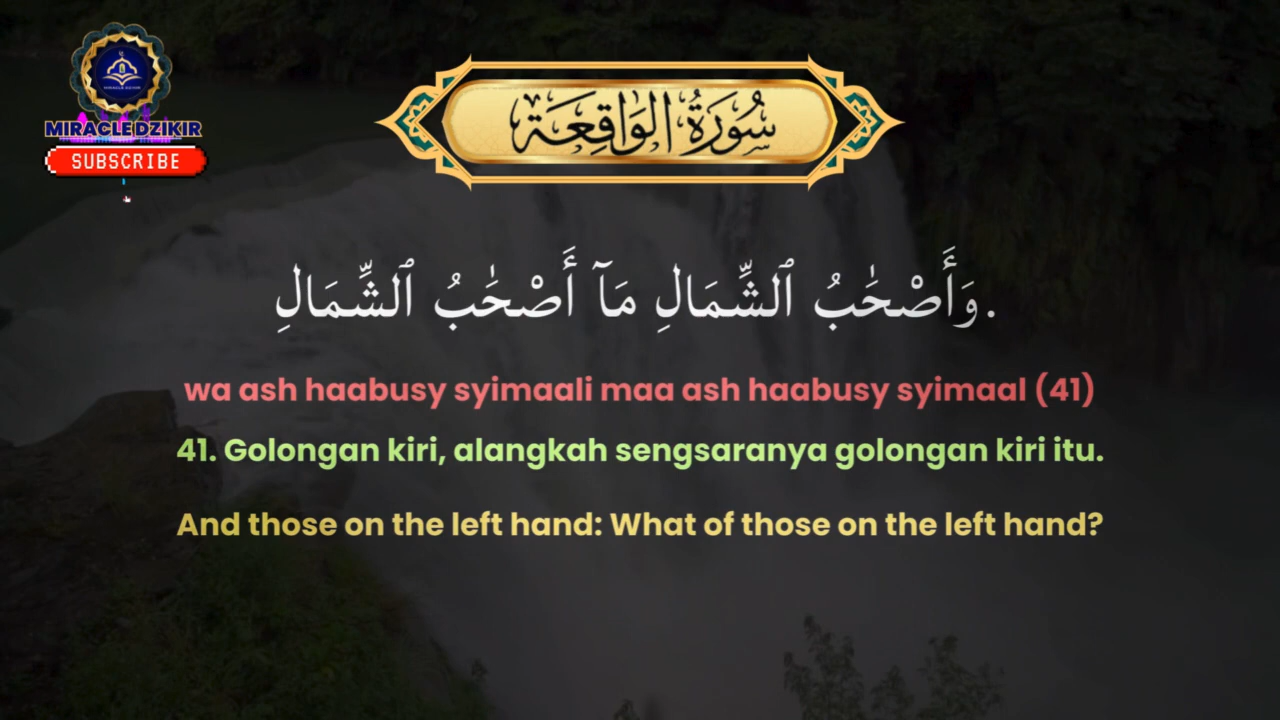 MIRACLE DZIKIR
SUBSCRIBE
سُورَةُ الوَاقِعَة
وَأَصْحَٰبُ ٱلشِّمَالِ مَآ أَصْحَٰبُ ٱلشِّمَالِ.
wa ash haabusy syimaali maa ash haabusy syimaal (41)
41. Golongan kiri, alangkah sengsaranya golongan kiri itu.
And those on the left hand: What of those on the left hand?